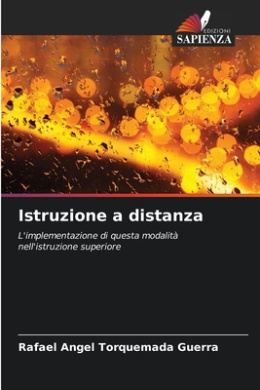 EDIZIONI
SAPIENZA
Istruzione a distanza
L'implementazione di questa modalità
nell'istruzione superiore
Rafael Angel Torquemada Guerra